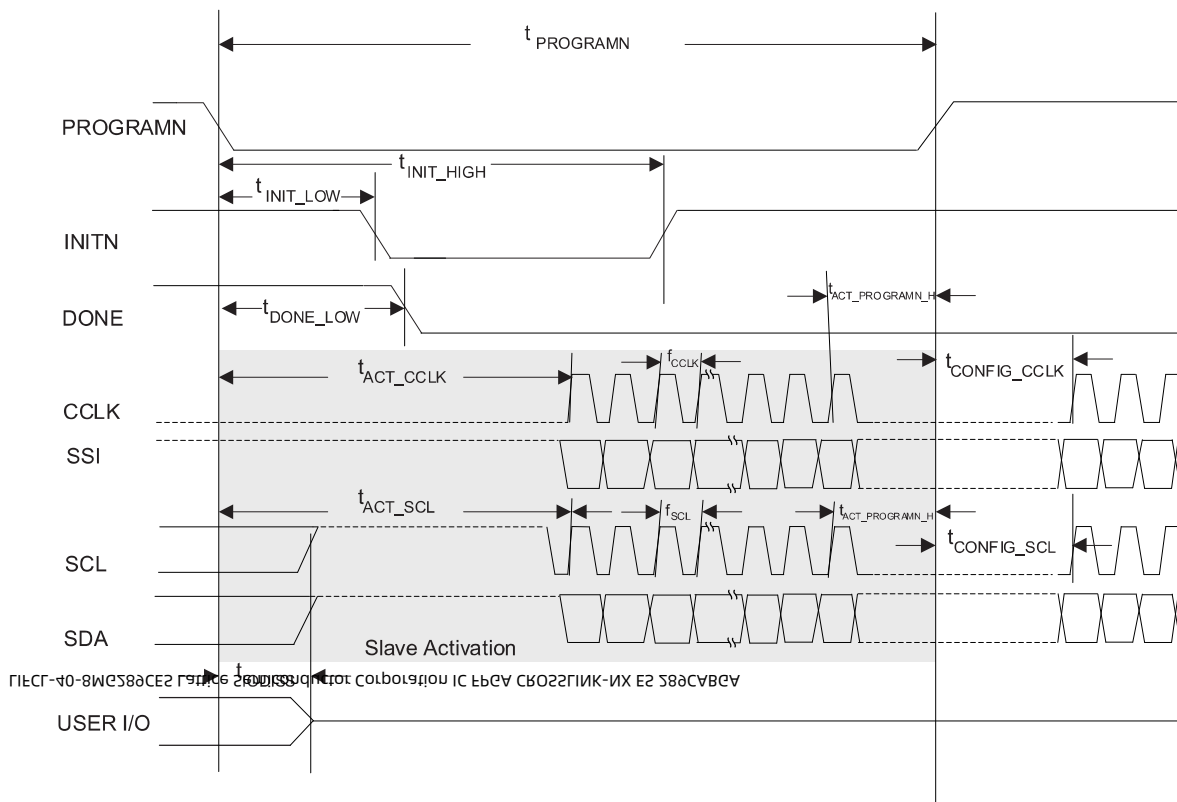 t PROGRAMN
PROGRAMN
t INIT_HIGH
t INIT_LOW
INITN
t ACT_PROGRAMN_H
DONE
t DONE_LOW
f CCLK
t ACT_CCLK
t CONFIG_CCLK
CCLK
SSI
t ACT_SCL
f SCL
t ACT_PROGRAMN_H
t CONFIG_SCL
SCL
SDA
Slave Activation
t
LIFCL-40-8MG289CES Lattice Semiconductor Corporation IC FPGA CROSSLINK-NX ES 289CABGA
USER I/O